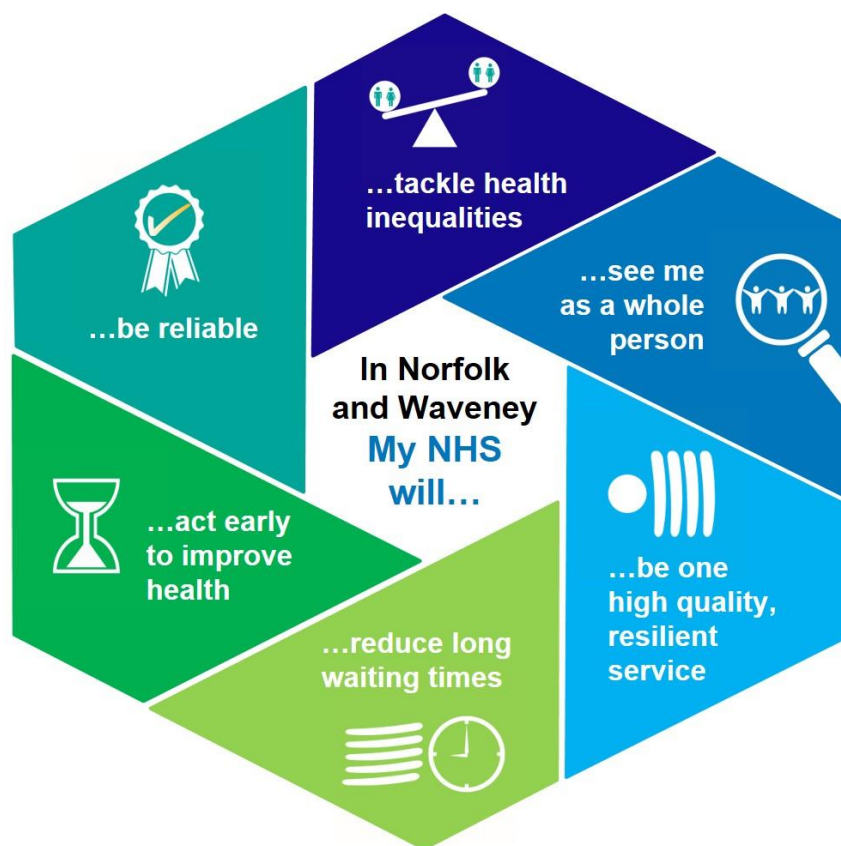 In Norfolk
and Waveney
My NHS
will…
…tackle health
inequalities
…see me
as a whole
person
…be one
high quality,
resilient
service
…reduce long
waiting times
…act early
to improve
health
…be reliable